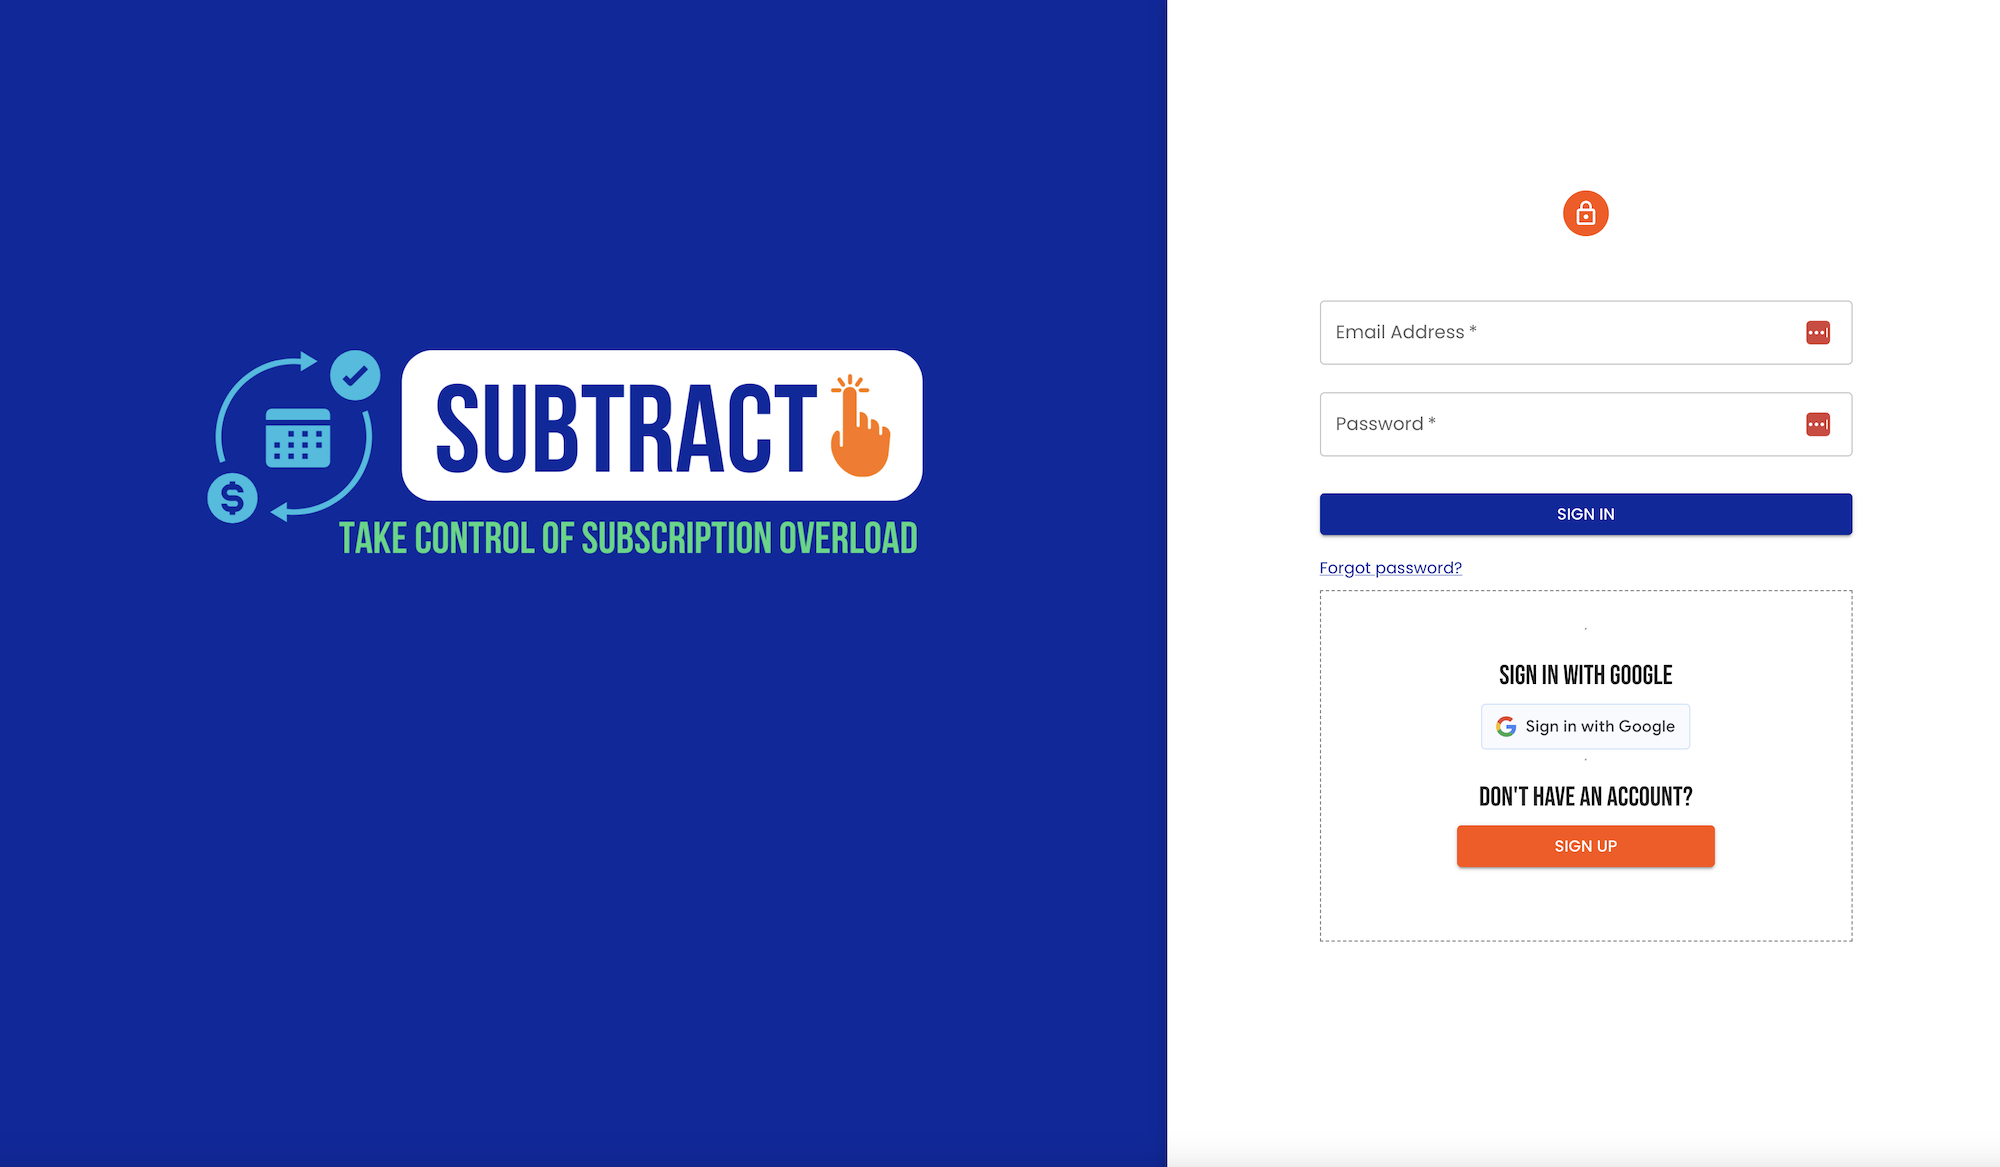 SUBTRACT
TAKE CONTROL OF SUBSCRIPTION OVERLOAD
Email Address *
Password *
SIGN IN
Forgot password?
SIGN IN WITH GOOGLE
Sign in with Google
DON'T HAVE AN ACCOUNT?
SIGN UP